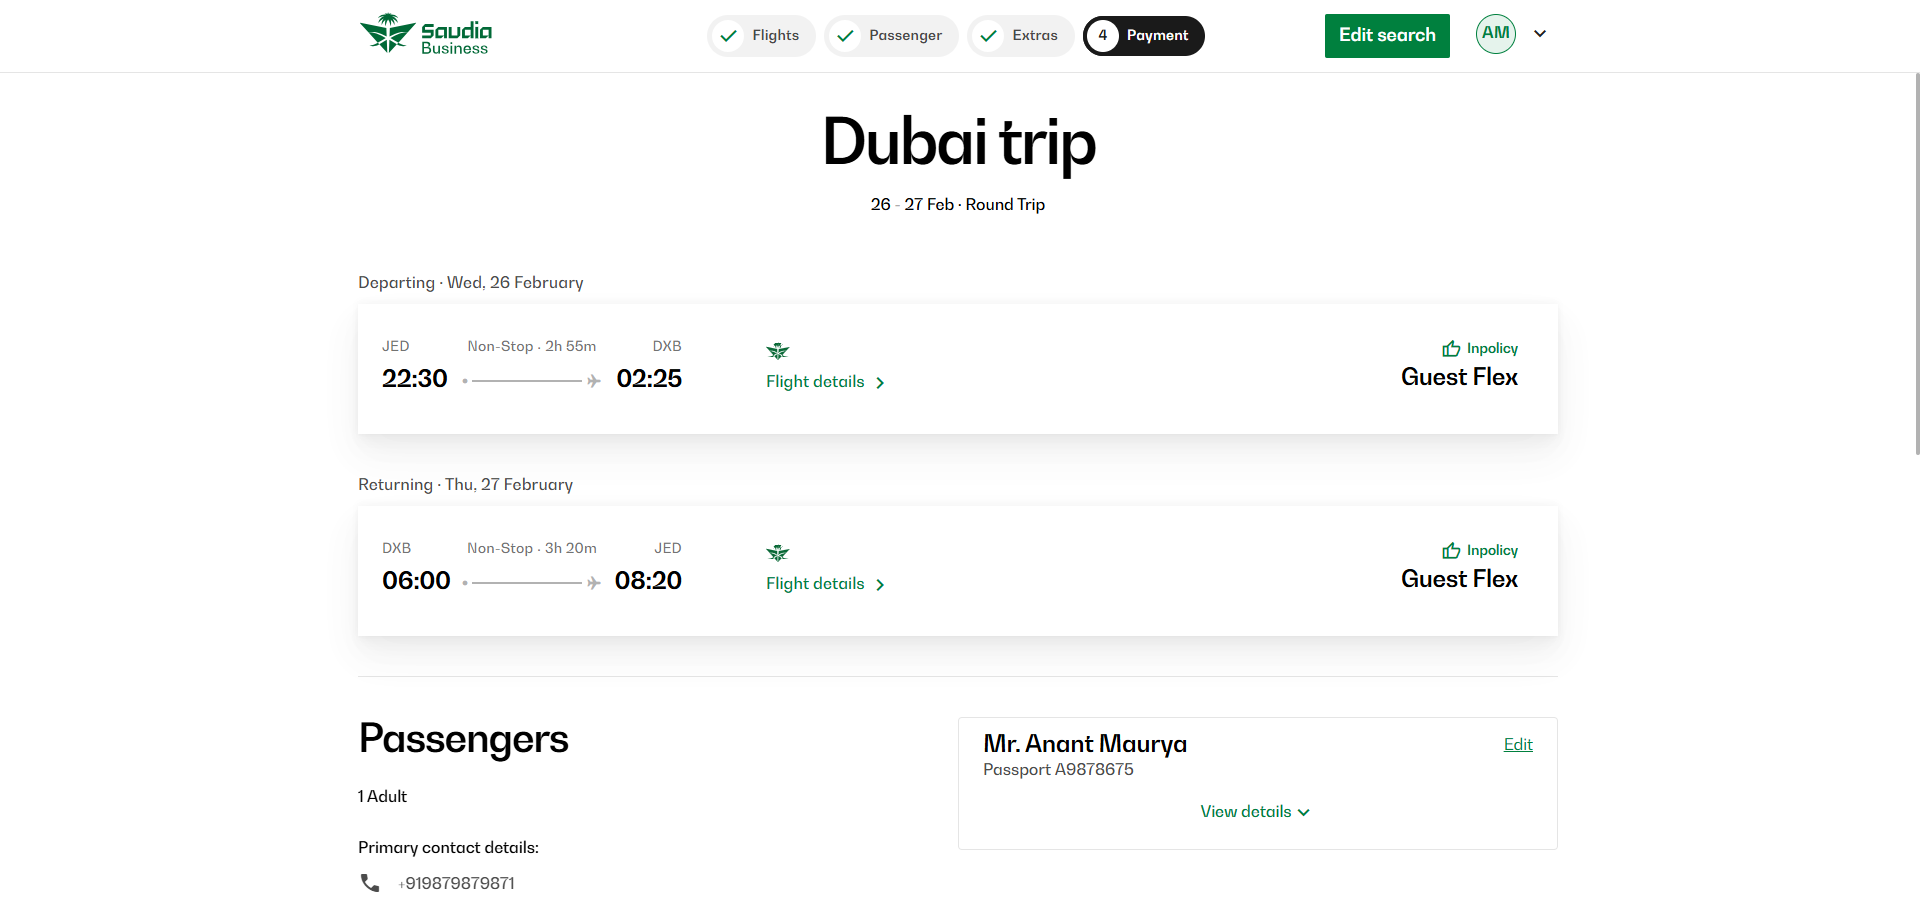 Saudia
Business
Flights
Passenger
Extras
4 Payment
Edit search
AM
Dubai trip
26 - 27 Feb · Round Trip
Departing · Wed, 26 February
JED Non-Stop · 2h 55m DXB
22:30 02:25
Flight details
Inpolicy
Guest Flex
Returning · Thu, 27 February
DXB Non-Stop · 3h 20m JED
06:00 08:20
Flight details
Inpolicy
Guest Flex
Passengers
1 Adult
Primary contact details:
+919879879871
Mr. Anant Maurya
Edit
Passport A9878675
View details